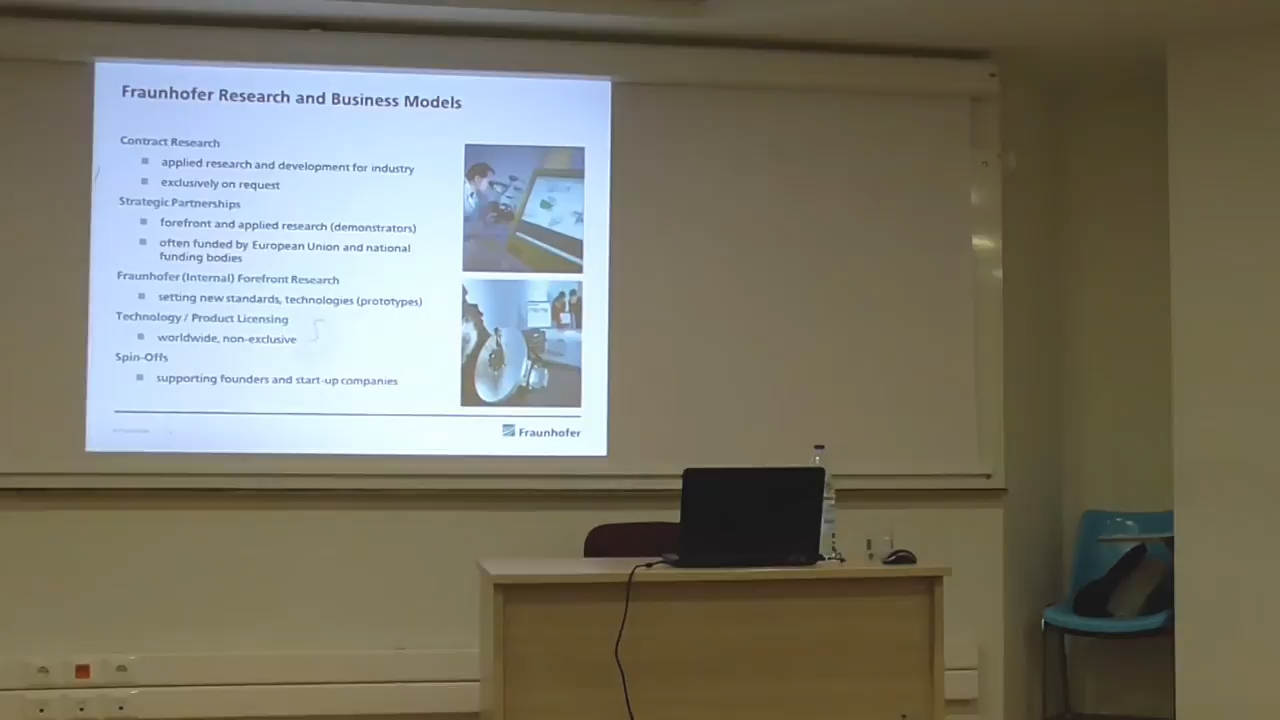 Fraunhofer Research and Business Models
Contract Research
applied research and development for industry
exclusively on request
Strategic Partnerships
forefront and applied research (demonstrators)
often funded by European Union and national
funding bodies
Fraunhofer (Internal) Forefront Research
setting new standards, technologies (prototypes)
Technology / Product Licensing
worldwide, non-exclusive
Spin-Offs
supporting founders and start-up companies
Fraunhofer